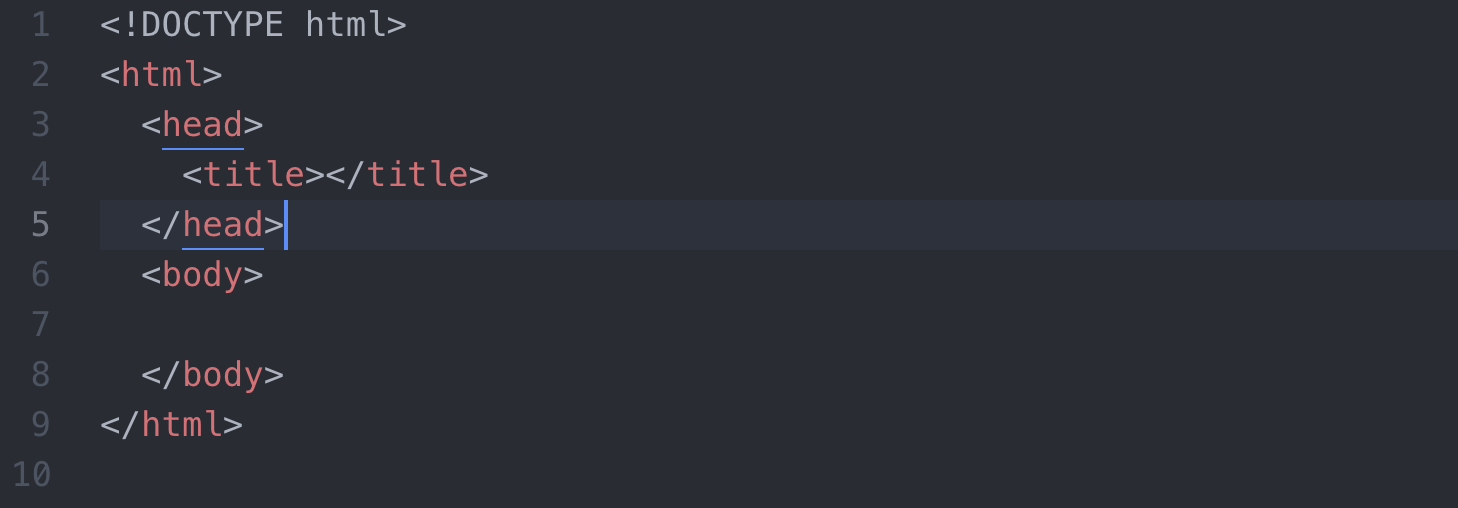 1 <!DOCTYPE html>
2 <html>
3   <head>
4     <title></title>
5   </head>
6   <body>
7
8   </body>
9 </html>
10